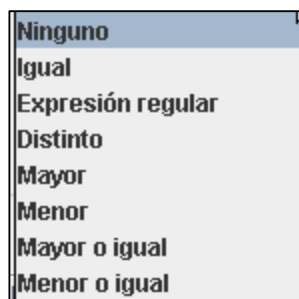 Ninguno
Igual
Expresión regular
Distinto
Mayor
Menor
Mayor o igual
Menor o igual